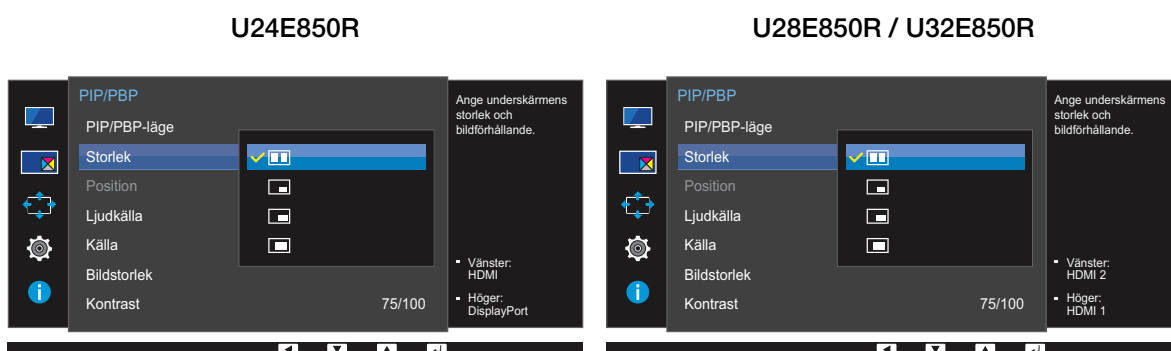 U24E850R
PIP/PBP
PIP/PBP-läge
Storlek
Position
Ljudkälla
Källa
Bildstorlek
Kontrast 75/100
Ange underskärmens
storlek och
bildförhållande.
Vänster:
HDMI
Höger:
DisplayPort
U28E850R / U32E850R
PIP/PBP
PIP/PBP-läge
Storlek
Position
Ljudkälla
Källa
Bildstorlek
Kontrast 75/100
Ange underskärmens
storlek och
bildförhållande.
Vänster:
HDMI 2
Höger:
HDMI 1